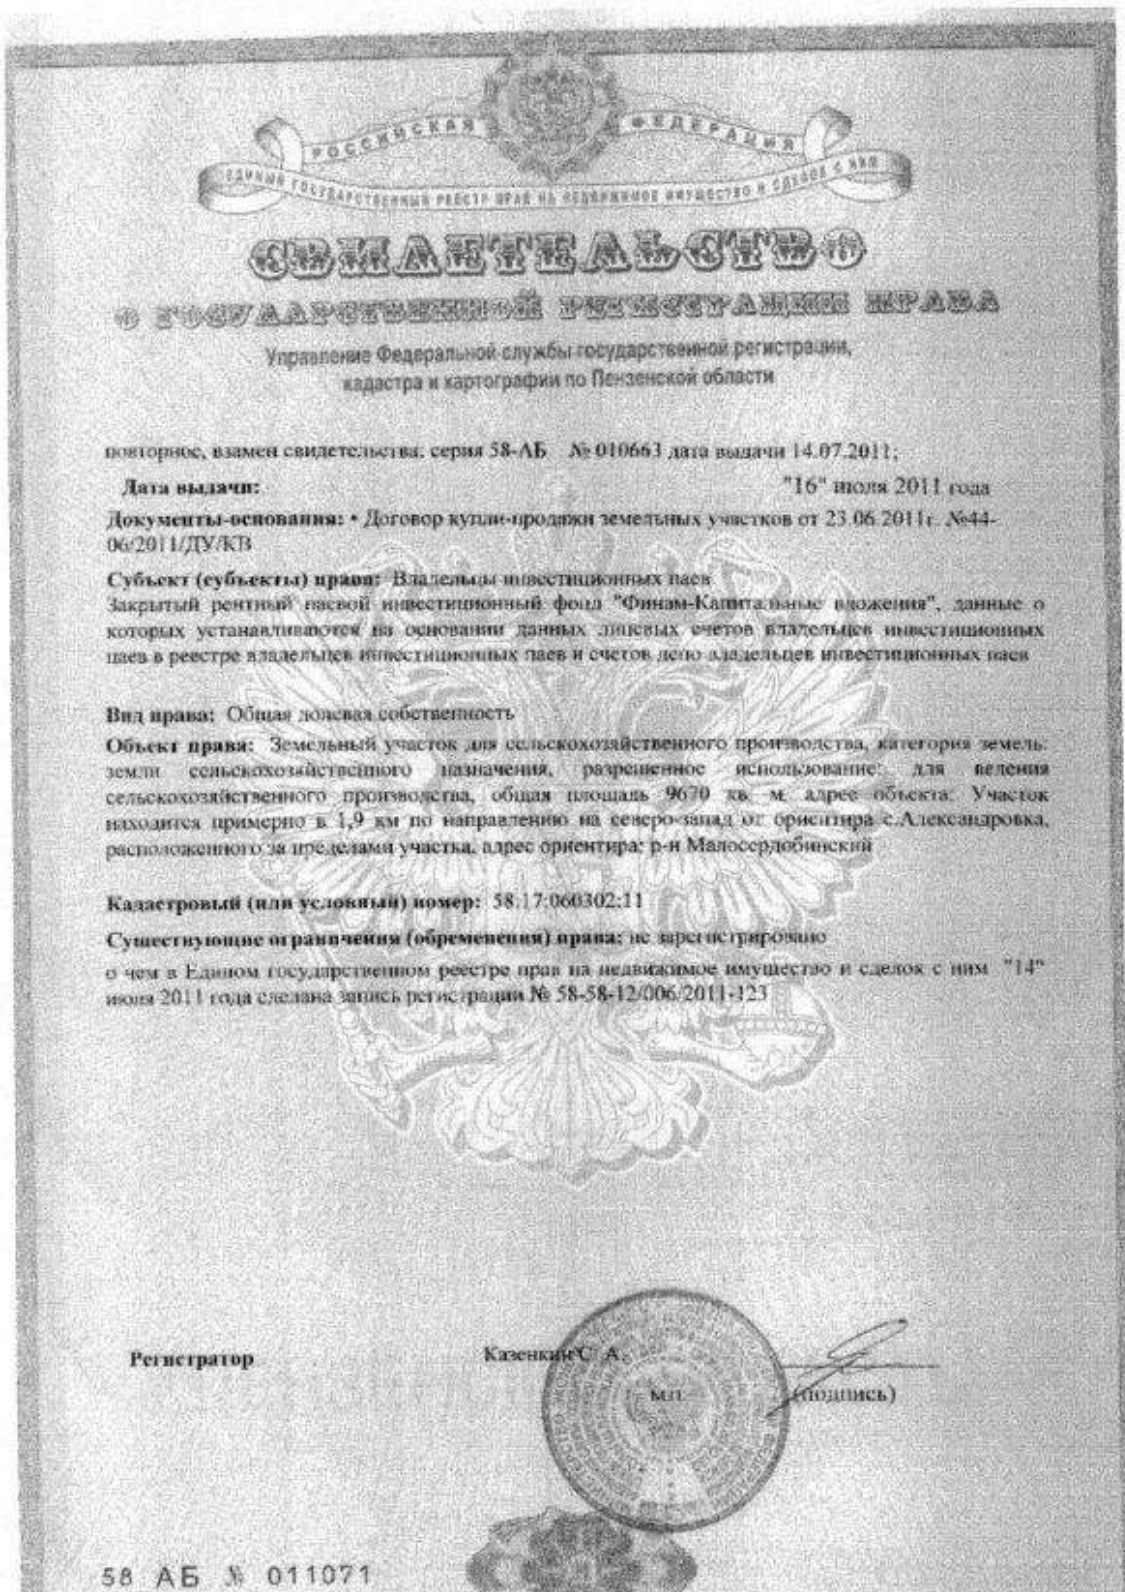 РОССИЙСКАЯ ФЕДЕРАЦИЯ
ЕДИНЫЙ ГОСУДАРСТВЕННЫЙ РЕЕСТР ПРАВ НА НЕДВИЖИМОЕ ИМУЩЕСТВО И СДЕЛОК С НИМ
СВИДЕТЕЛЬСТВО
О ГОСУДАРСТВЕННОЙ РЕГИСТРАЦИИ ПРАВА
Управление Федеральной службы государственной регистрации,
кадастра и картографии по Пензенской области
повторное, взамен свидетельства: серия 58-АБ № 010663 дата выдачи 14.07.2011;
Дата выдачи: "16" июля 2011 года
Документы-основания: • Договор купли-продажи земельных участков от 23.06.2011г. №44-
06/2011/ДУ/КВ
Субъект (субъекты) права: Владельцы инвестиционных паев
Закрытый рентный паевой инвестиционный фонд "Финам-Капитальные вложения", данные о
которых устанавливаются на основании данных лицевых счетов владельцев инвестиционных
паев в реестре владельцев инвестиционных паев и счетов депо владельцев инвестиционных паев
Вид права: Общая долевая собственность
Объект права: Земельный участок для сельскохозяйственного производства, категория земель:
земли сельскохозяйственного назначения, разрешенное использование: для ведения
сельскохозяйственного производства, общая площадь 9670 кв. м, адрес объекта: Участок
находится примерно в 1,9 км по направлению на северо-запад от ориентира с.Александровка,
расположенного за пределами участка, адрес ориентира: р-н Малосердобинский
Кадастровый (или условный) номер: 58:17:060302:11
Существующие ограничения (обременения) права: не зарегистрировано
о чем в Едином государственном реестре прав на недвижимое имущество и сделок с ним "14"
июля 2011 года сделана запись регистрации № 58-58-12/006/2011-123
Регистратор Казенкин С. А.
м.п. (подпись)
58 АБ № 011071